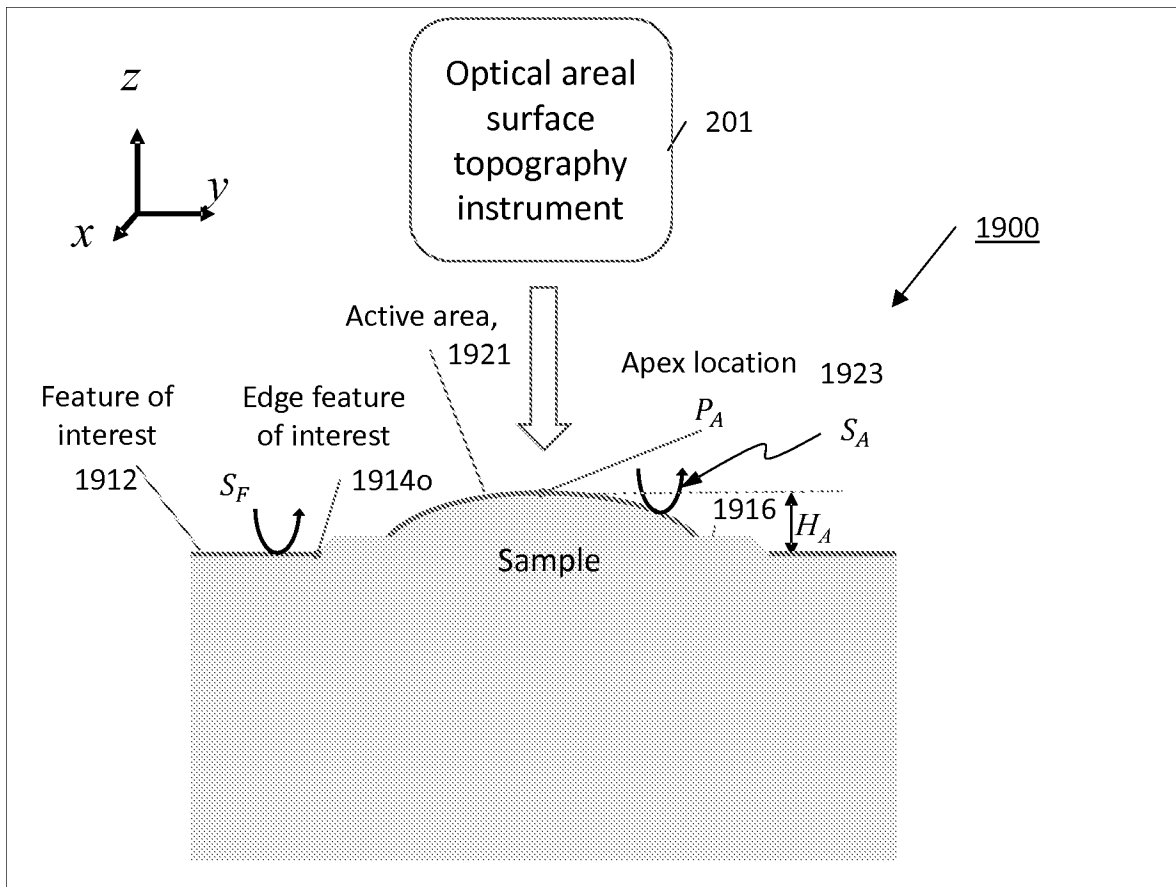 z
y
x
Optical areal
surface
topography
instrument
201
1900
Active area,
1921
Apex location
1923
P_A
S_A
Feature of
interest
1912
Edge feature
of interest
1914o
S_F
1916
H_A
Sample